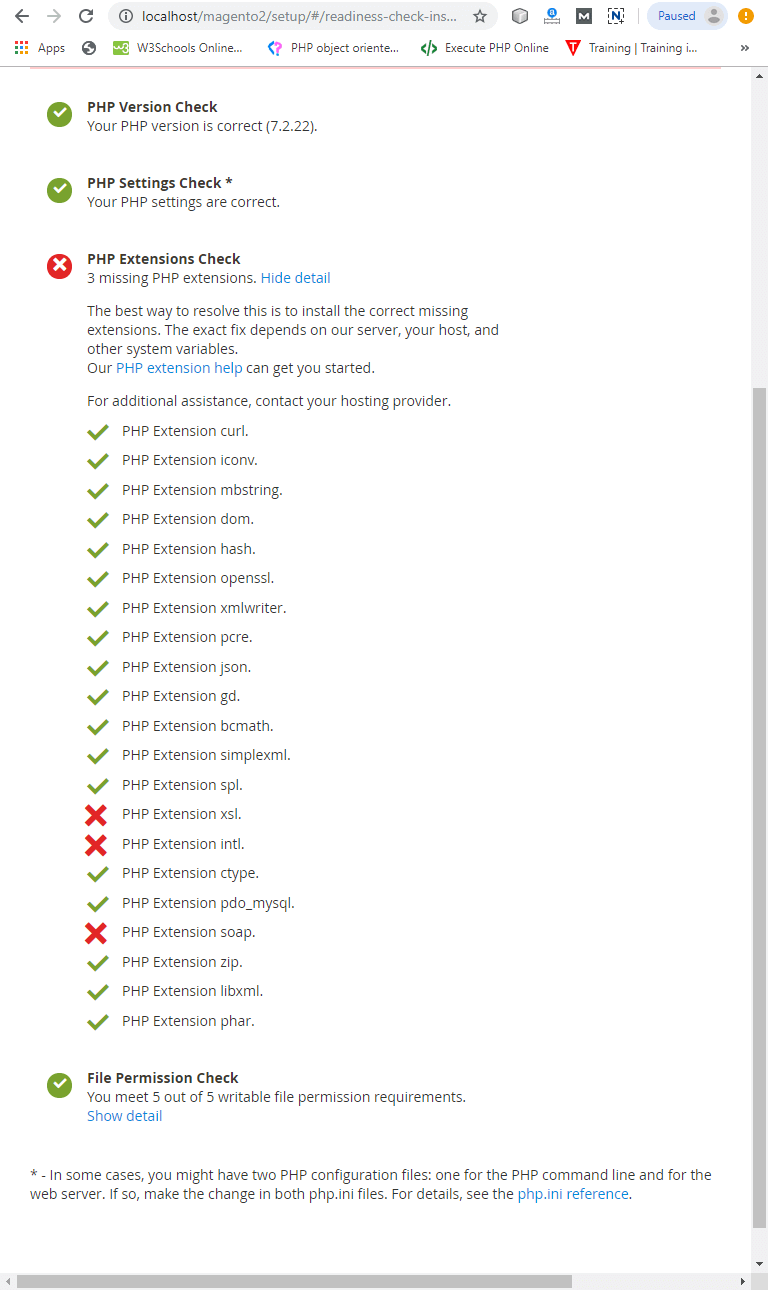 localhost/magento2/setup/#/readiness-check-ins...
Paused
Apps
W3Schools Online...
PHP object oriente...
Execute PHP Online
Training | Training i...
PHP Version Check
Your PHP version is correct (7.2.22).
PHP Settings Check *
Your PHP settings are correct.
PHP Extensions Check
3 missing PHP extensions. Hide detail
The best way to resolve this is to install the correct missing
extensions. The exact fix depends on our server, your host, and
other system variables.
Our PHP extension help can get you started.
For additional assistance, contact your hosting provider.
PHP Extension curl.
PHP Extension iconv.
PHP Extension mbstring.
PHP Extension dom.
PHP Extension hash.
PHP Extension openssl.
PHP Extension xmlwriter.
PHP Extension pcre.
PHP Extension json.
PHP Extension gd.
PHP Extension bcmath.
PHP Extension simplexml.
PHP Extension spl.
PHP Extension xsl.
PHP Extension intl.
PHP Extension ctype.
PHP Extension pdo_mysql.
PHP Extension soap.
PHP Extension zip.
PHP Extension libxml.
PHP Extension phar.
File Permission Check
You meet 5 out of 5 writable file permission requirements.
Show detail
* - In some cases, you might have two PHP configuration files: one for the PHP command line and for the
web server. If so, make the change in both php.ini files. For details, see the php.ini reference.